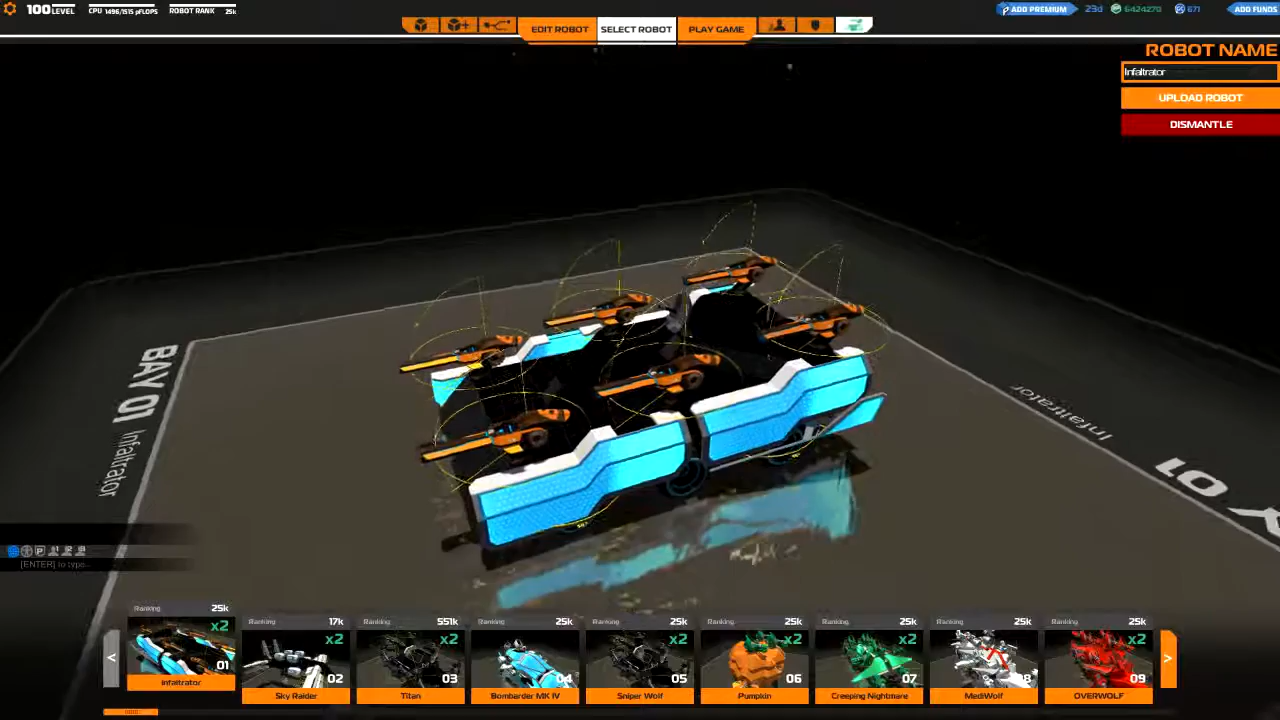 100 LEVEL
CPU 1496/1515 pFLOPS
ROBOT RANK 25k
EDIT ROBOT
SELECT ROBOT
PLAY GAME
ADD PREMIUM
23d
6424270
671
ADD FUNDS
ROBOT NAME
Infaltrator
UPLOAD ROBOT
DISMANTLE
BAY 01
Infaltrator
Infaltrator
01
[ENTER] to type...
Ranking 25k
x2
01
Infaltrator
Ranking 17k
x2
02
Sky Raider
Ranking 551k
x2
03
Titan
Ranking 25k
04
Bombarder MK IV
Ranking 25k
x2
05
Sniper Wolf
Ranking 25k
x2
06
Pumpkin
Ranking 25k
x2
07
Creeping Nightmare
Ranking 25k
08
MediWolf
Ranking 25k
x2
09
OVERWOLF